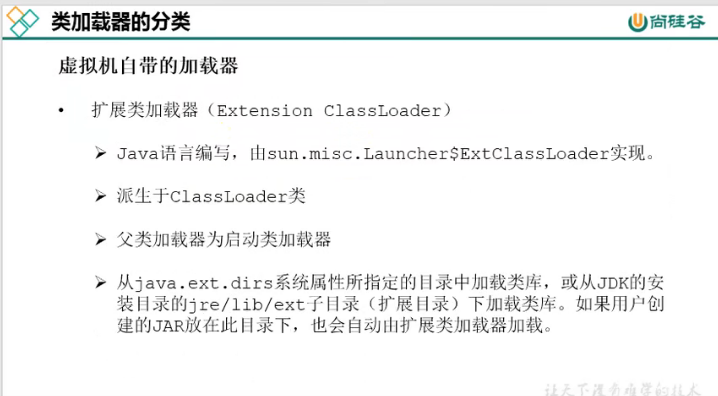 类加载器的分类
尚硅谷
虚拟机自带的加载器
• 扩展类加载器（Extension ClassLoader）
➢ Java语言编写，由sun.misc.Launcher$ExtClassLoader实现。
➢ 派生于ClassLoader类
➢ 父类加载器为启动类加载器
➢ 从java.ext.dirs系统属性所指定的目录中加载类库，或从JDK的安
装目录的jre/lib/ext子目录（扩展目录）下加载类库。如果用户创
建的JAR放在此目录下，也会自动由扩展类加载器加载。
让天下没有难学的技术